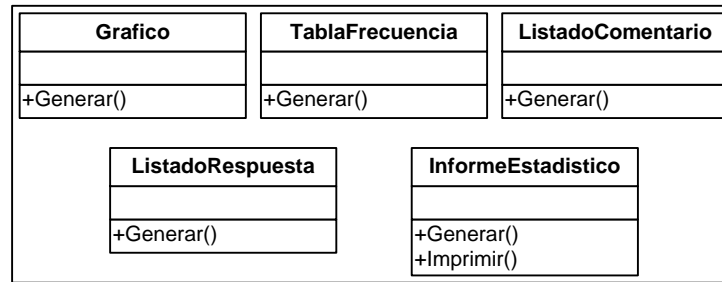 Grafico
+Generar()
TablaFrecuencia
+Generar()
ListadoComentario
+Generar()
ListadoRespuesta
+Generar()
InformeEstadistico
+Generar()
+Imprimir()